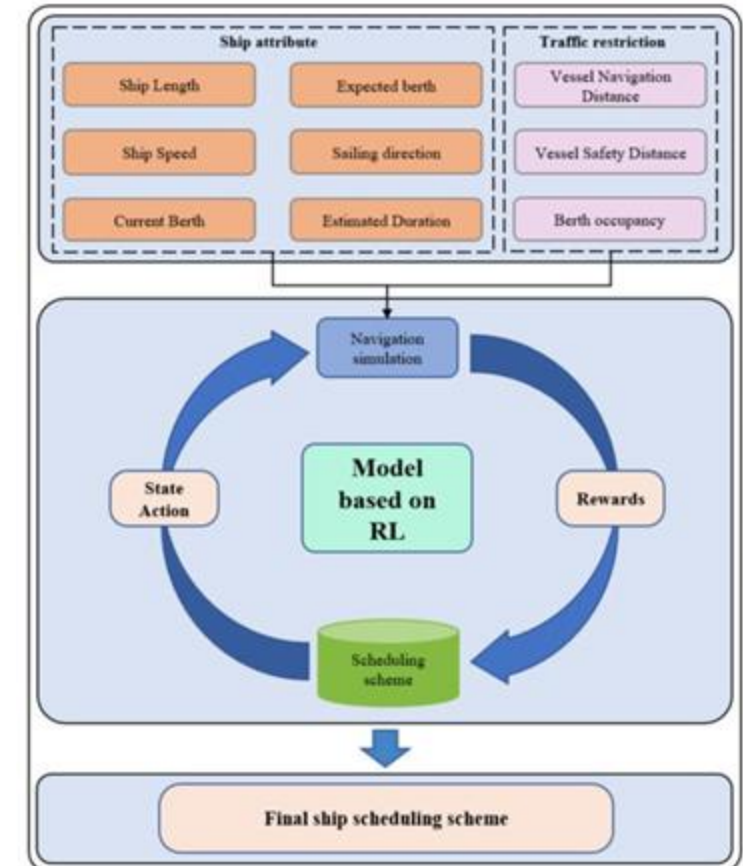 Ship attribute
Ship Length
Expected berth
Ship Speed
Sailing direction
Current Berth
Estimated Duration
Traffic restriction
Vessel Navigation
Distance
Vessel Safety Distance
Berth occupancy
Navigation
simulation
State
Action
Model
based on
RL
Rewards
Scheduling
scheme
Final ship scheduling scheme